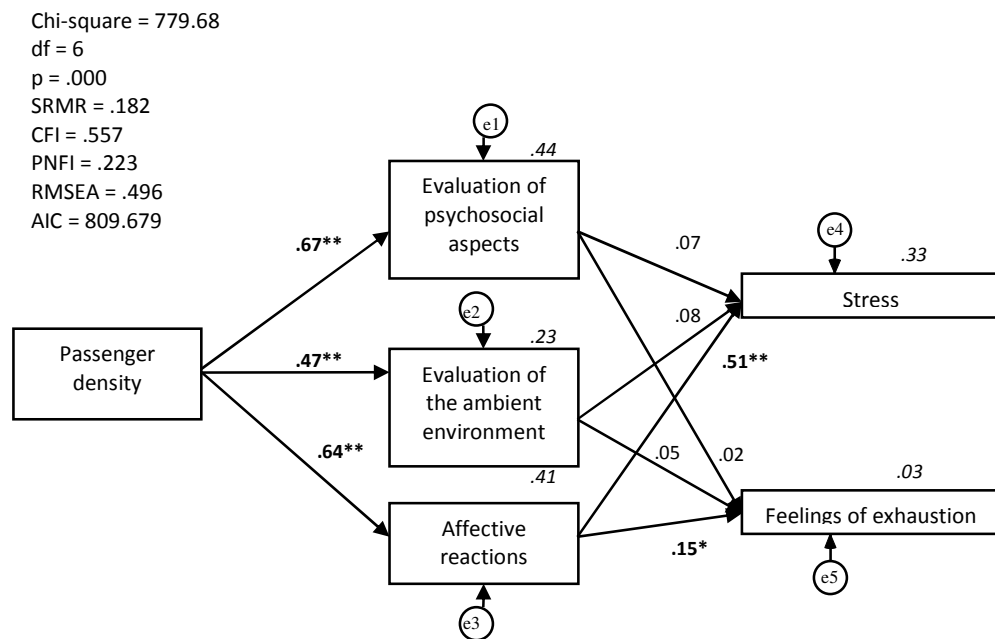 Chi-square = 779.68
df = 6
p = .000
SRMR = .182
CFI = .557
PNFI = .223
RMSEA = .496
AIC = 809.679
e1
.44
Evaluation of
psychosocial
aspects
.67**
.07
e4
.33
Stress
e2
.23
.08
Passenger
density
.47**
Evaluation of
the ambient
environment
.51**
.64**
.05
.02
.41
.03
Affective
reactions
.15*
Feelings of exhaustion
e3
e5